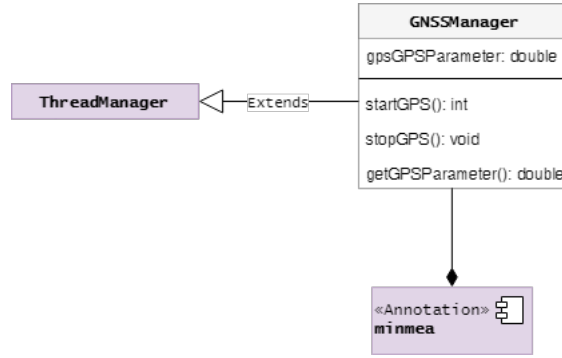 GNSSManager
gpsGPSParameter: double
ThreadManager
Extends
startGPS(): int
stopGPS(): void
getGPSParameter(): double
«Annotation»
minmea